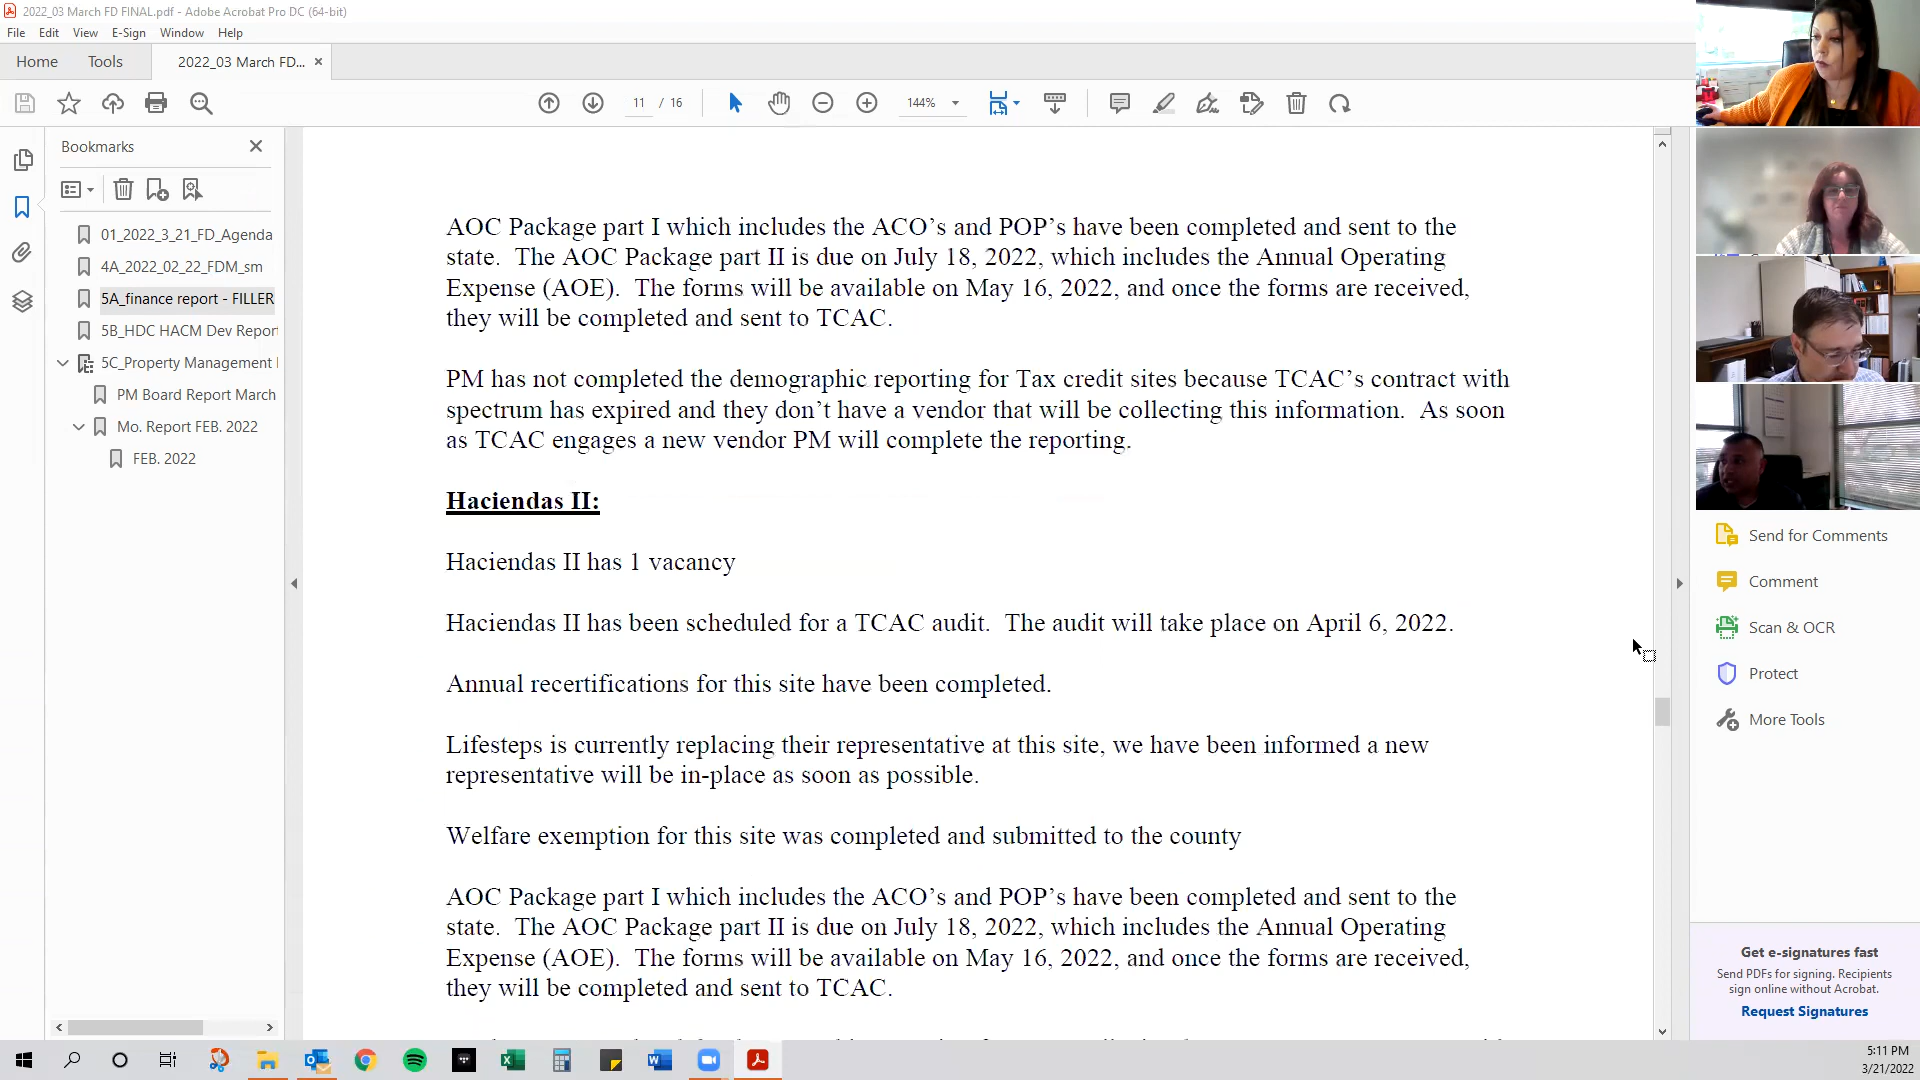 2022_03 March FD FINAL.pdf - Adobe Acrobat Pro DC (64-bit)
File Edit View E-Sign Window Help
Home Tools 2022_03 March FD... ×
11 / 16 144%
Bookmarks
01_2022_3_21_FD_Agenda
4A_2022_02_22_FDM_sm
5A_finance report - FILLER
5B_HDC HACM Dev Report
5C_Property Management
PM Board Report March
Mo. Report FEB. 2022
FEB. 2022
AOC Package part I which includes the ACO’s and POP’s have been completed and sent to the
state. The AOC Package part II is due on July 18, 2022, which includes the Annual Operating
Expense (AOE). The forms will be available on May 16, 2022, and once the forms are received,
they will be completed and sent to TCAC.
PM has not completed the demographic reporting for Tax credit sites because TCAC’s contract with
spectrum has expired and they don’t have a vendor that will be collecting this information. As soon
as TCAC engages a new vendor PM will complete the reporting.
Haciendas II:
Haciendas II has 1 vacancy
Haciendas II has been scheduled for a TCAC audit. The audit will take place on April 6, 2022.
Annual recertifications for this site have been completed.
Lifesteps is currently replacing their representative at this site, we have been informed a new
representative will be in-place as soon as possible.
Welfare exemption for this site was completed and submitted to the county
AOC Package part I which includes the ACO’s and POP’s have been completed and sent to the
state. The AOC Package part II is due on July 18, 2022, which includes the Annual Operating
Expense (AOE). The forms will be available on May 16, 2022, and once the forms are received,
they will be completed and sent to TCAC.
Send for Comments
Comment
Scan & OCR
Protect
More Tools
Get e-signatures fast
Send PDFs for signing. Recipients
sign online without Acrobat.
Request Signatures
5:11 PM
3/21/2022